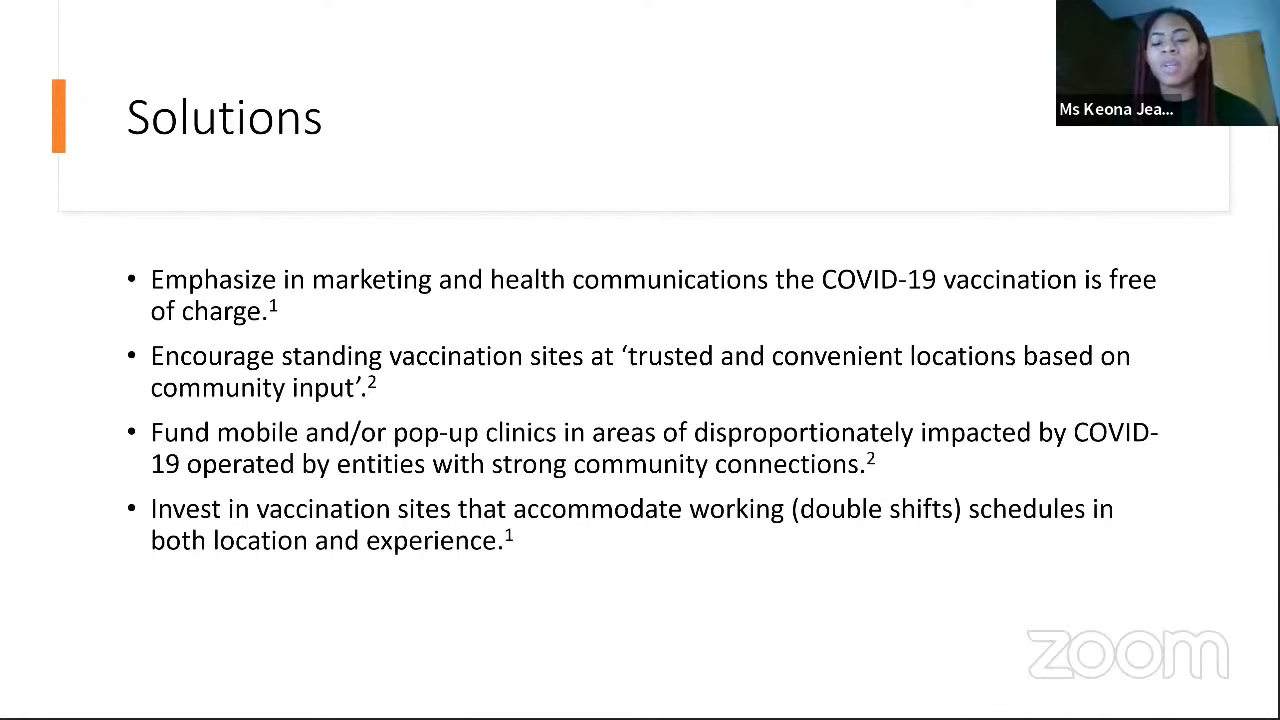 Ms Keona Jea...
Solutions
• Emphasize in marketing and health communications the COVID-19 vaccination is free
of charge.¹
• Encourage standing vaccination sites at ‘trusted and convenient locations based on
community input’.²
• Fund mobile and/or pop-up clinics in areas of disproportionately impacted by COVID-
19 operated by entities with strong community connections.²
• Invest in vaccination sites that accommodate working (double shifts) schedules in
both location and experience.¹
zoom